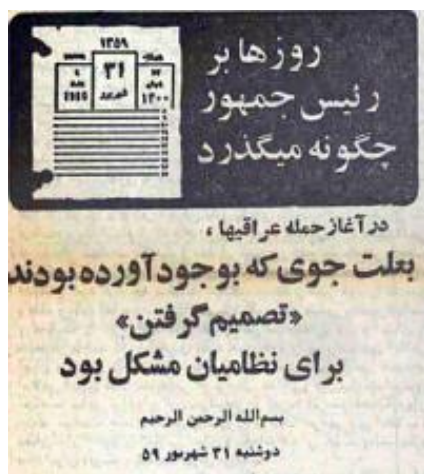 روزها بر
رئیس جمهور
چگونه میگذرد
۱۳۵۹
۳۱
شهریور
۱۴۰۰
در آغاز حمله عراقیها،
بعلت جوی که بوجود آورده بودند
«تصمیم گرفتن»
برای نظامیان مشکل بود
بسم‌الله الرحمن الرحیم
دوشنبه ۳۱ شهریور ۵۹